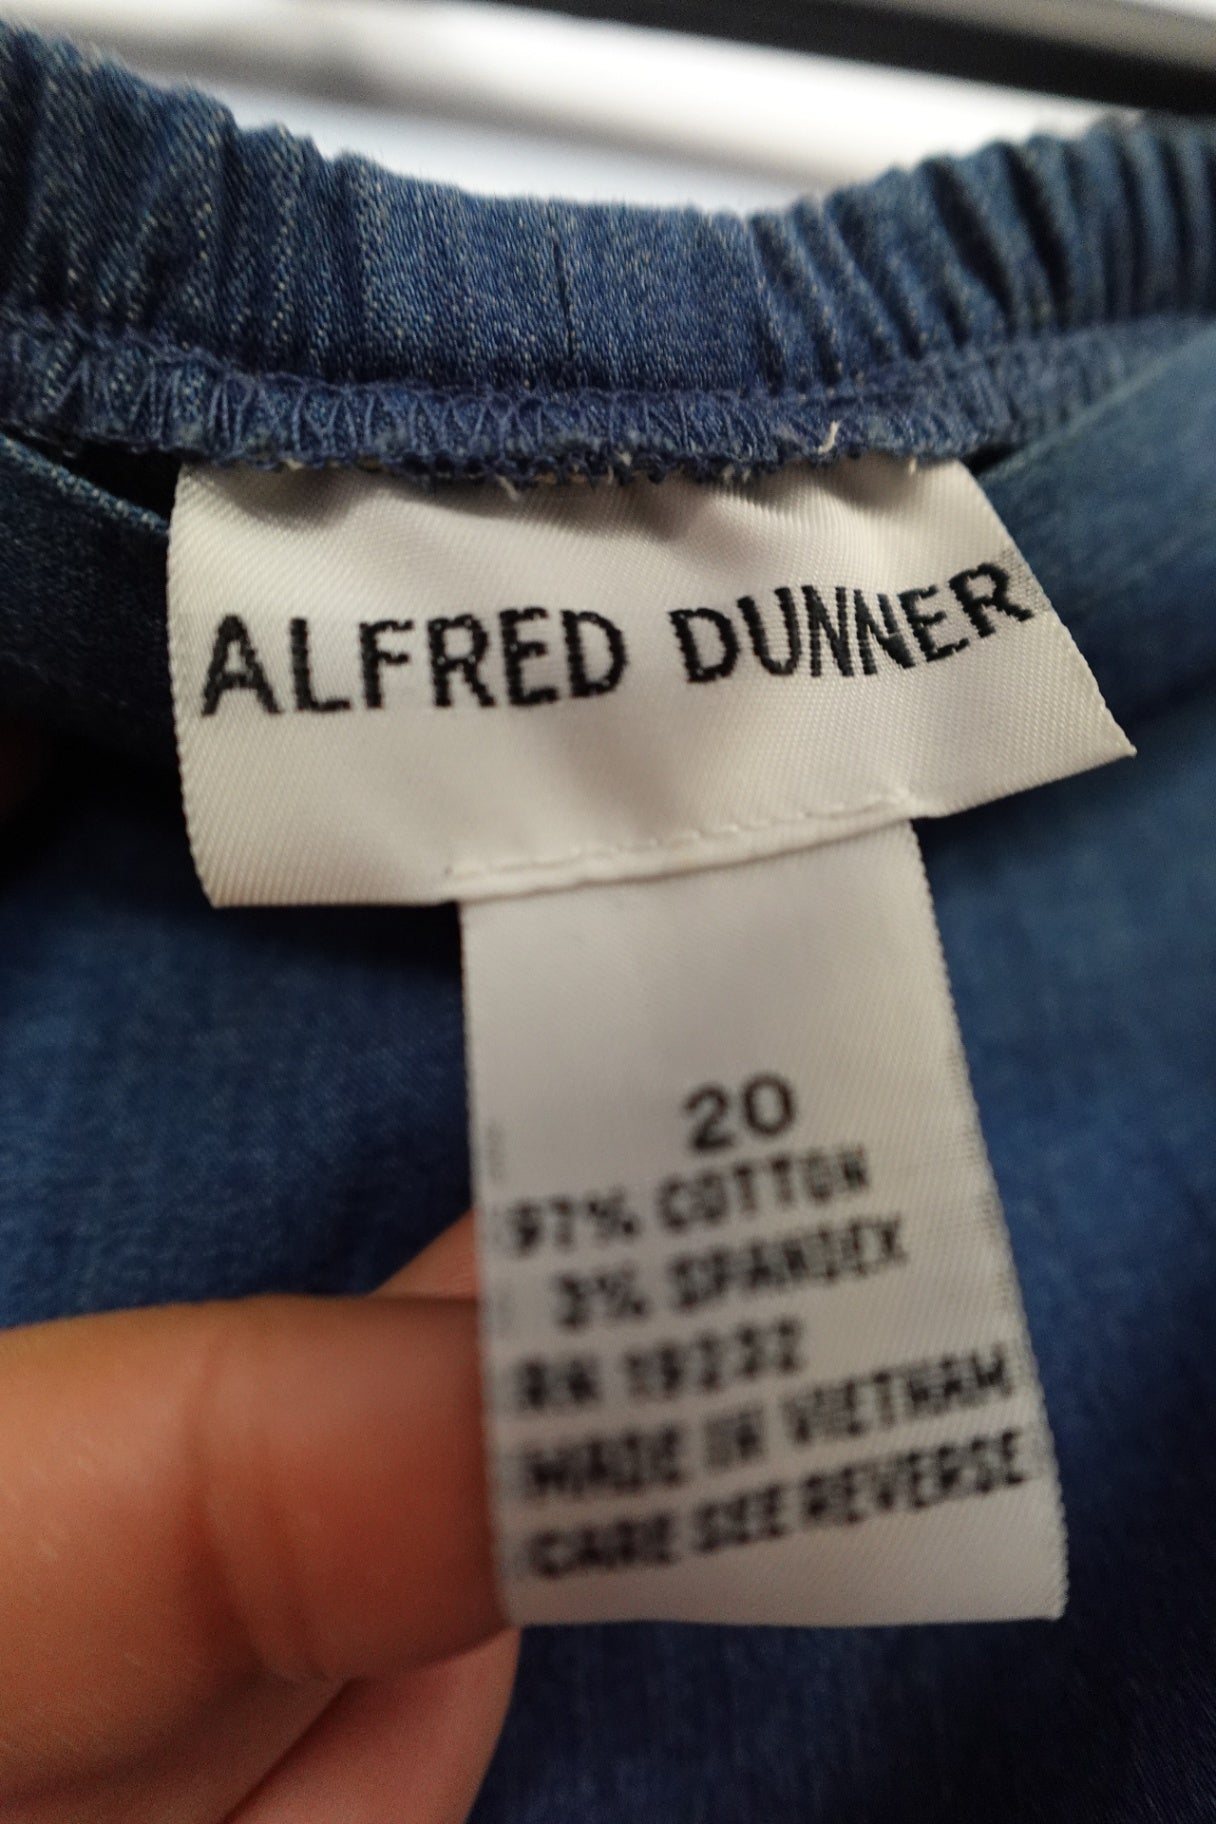 ALFRED DUNNER
20
97% COTTON
3% SPANDEX
RN 19232
MADE IN VIETNAM
CARE SEE REVERSE